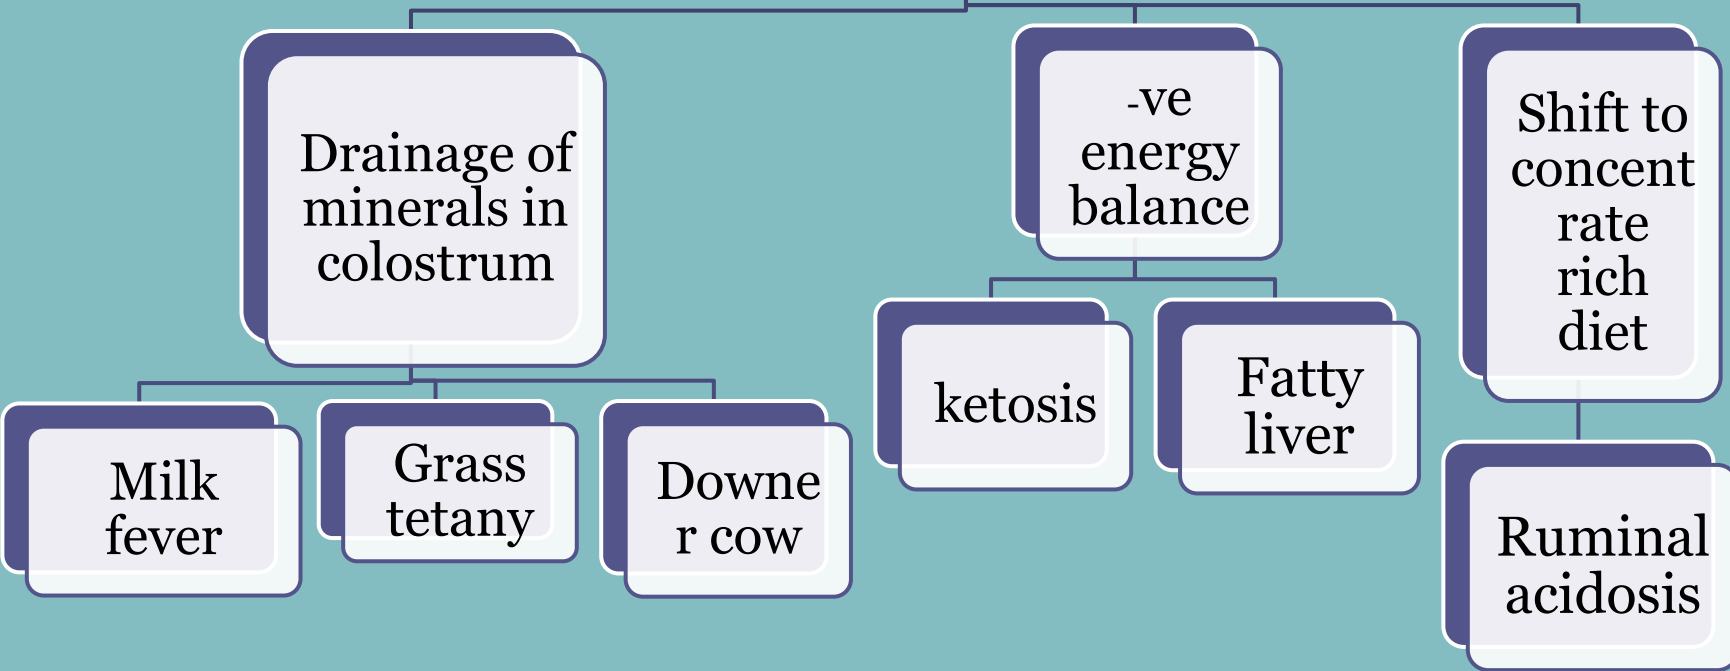 Drainage of
minerals in
colostrum
-ve
energy
balance
Shift to
concent
rate
rich
diet
Milk
fever
Grass
tetany
Downe
r cow
ketosis
Fatty
liver
Ruminal
acidosis